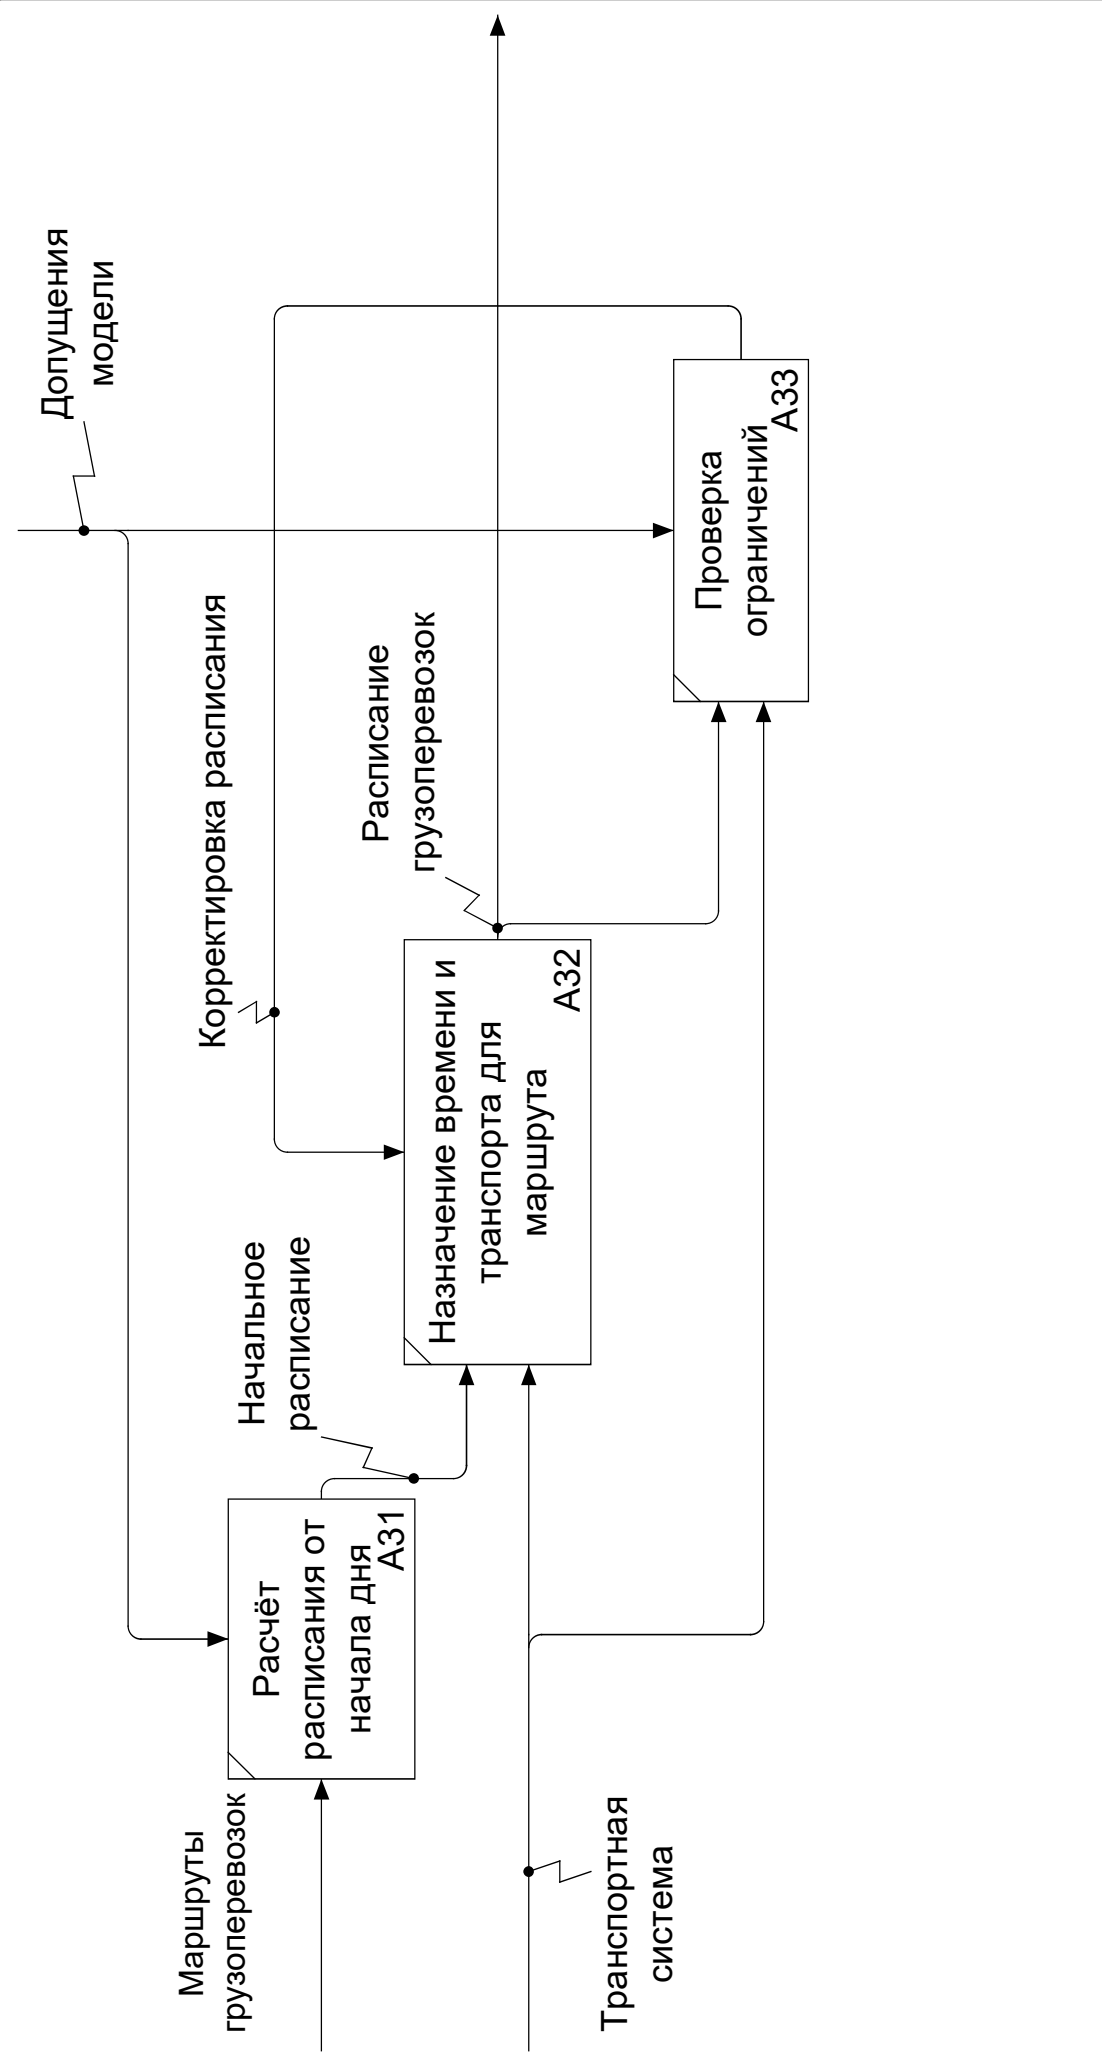 Допущения
модели
Корректировка расписания
Расписание
грузоперевозок
Начальное
расписание
Маршруты
грузоперевозок
Расчёт
расписания от
начала дня
А31
Назначение времени и
транспорта для
маршрута
А32
Проверка
ограничений
А33
Транспортная
система